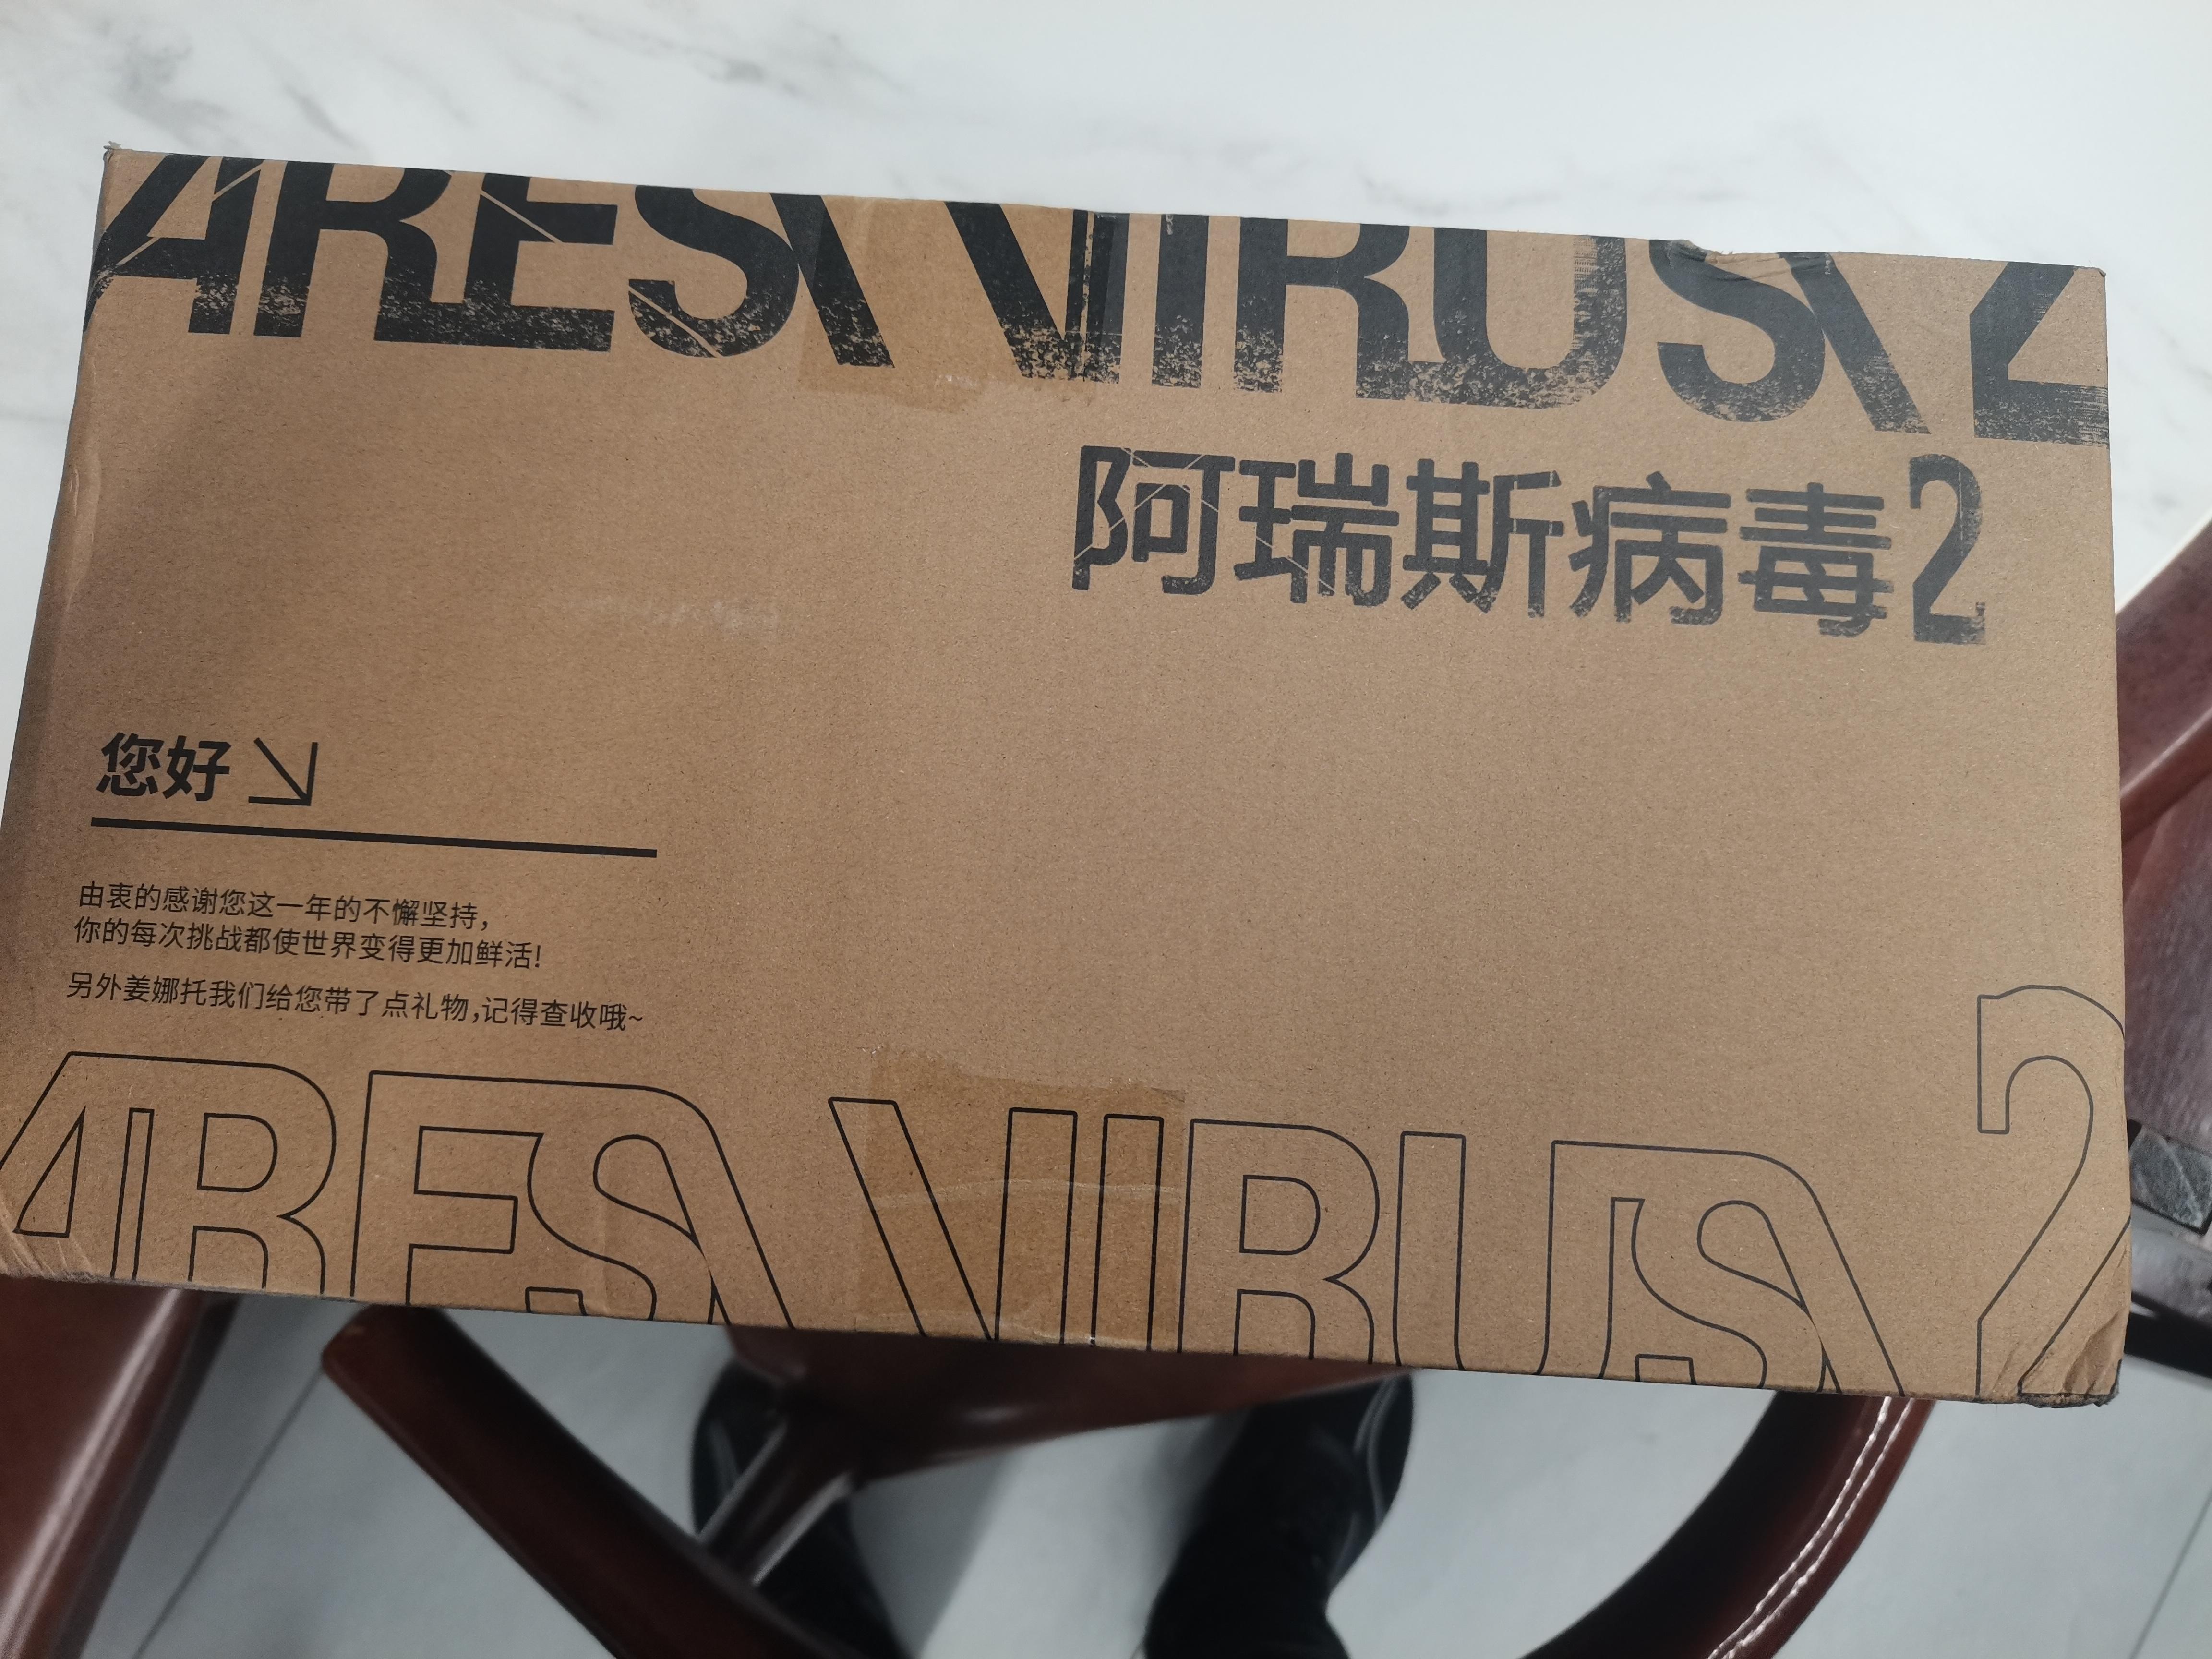 ARES VIRUS 2
阿瑞斯病毒2
您好
由衷的感谢您这一年的不懈坚持，
你的每次挑战都使世界变得更加鲜活!
另外姜娜托我们给您带了点礼物,记得查收哦~
ARES VIRUS 2